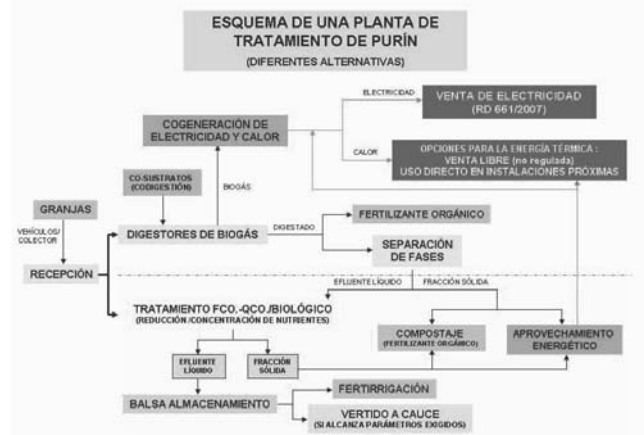 ESQUEMA DE UNA PLANTA DE
TRATAMIENTO DE PURÍN
(DIFERENTES ALTERNATIVAS)
ELECTRICIDAD
VENTA DE ELECTRICIDAD
(RD 661/2007)
COGENERACIÓN DE
ELECTRICIDAD Y CALOR
CALOR
OPCIONES PARA LA ENERGÍA TÉRMICA :
VENTA LIBRE (no regulada)
USO DIRECTO EN INSTALACIONES PRÓXIMAS
CO-SUSTRATOS
(CODIGESTIÓN)
BIOGÁS
GRANJAS
VEHÍCULOS/
COLECTOR
DIGESTORES DE BIOGÁS
DIGESTADO
FERTILIZANTE ORGÁNICO
SEPARACIÓN
DE FASES
RECEPCIÓN
EFLUENTE LÍQUIDO
FRACCIÓN SÓLIDA
TRATAMIENTO FCO.-QCO./BIOLÓGICO
(REDUCCIÓN/CONCENTRACIÓN DE NUTRIENTES)
COMPOSTAJE
(FERTILIZANTE ORGÁNICO)
APROVECHAMIENTO
ENERGÉTICO
EFLUENTE
LÍQUIDO
FRACCIÓN
SÓLIDA
BALSA ALMACENAMIENTO
FERTIRRIGACIÓN
VERTIDO A CAUCE
(SI ALCANZA PARÁMETROS EXIGIDOS)